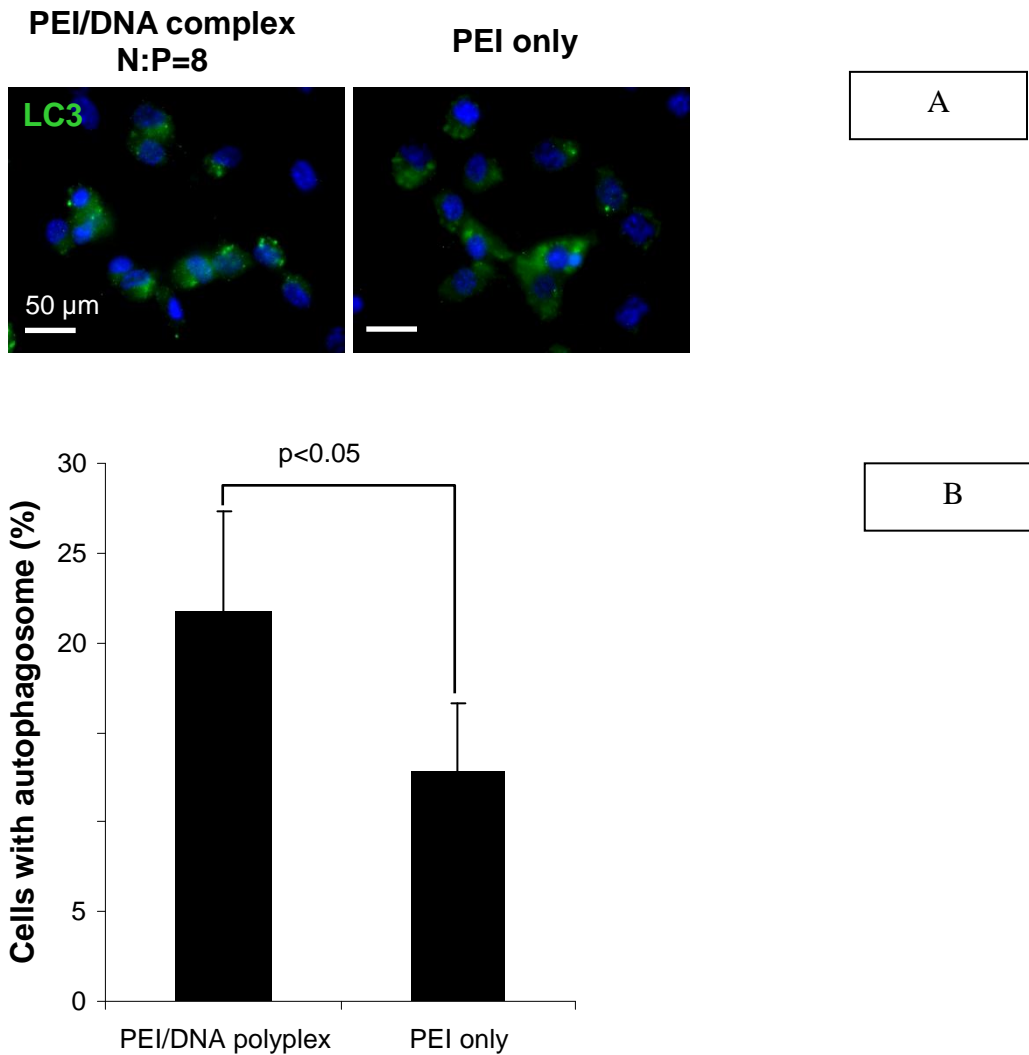 PEI/DNA complex
N:P=8
PEI only
A
LC3
50 μm
B
p<0.05
Cells with autophagosome (%)
30
25
20
5
0
PEI/DNA polyplex
PEI only